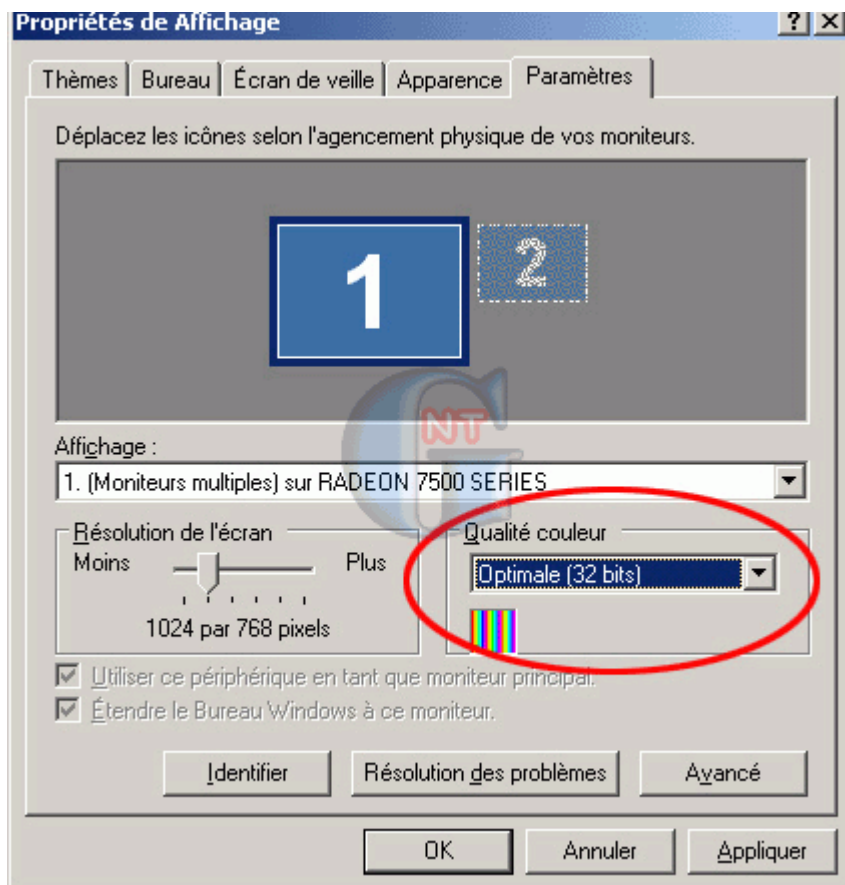 Propriétés de Affichage
Thèmes Bureau Écran de veille Apparence Paramètres
Déplacez les icônes selon l'agencement physique de vos moniteurs.
1 2
NT
Affichage :
1. (Moniteurs multiples) sur RADEON 7500 SERIES
Résolution de l'écran Qualité couleur
Moins Plus Optimale (32 bits)
1024 par 768 pixels
Utiliser ce périphérique en tant que moniteur principal.
Étendre le Bureau Windows à ce moniteur.
Identifier Résolution des problèmes Avancé
OK Annuler Appliquer